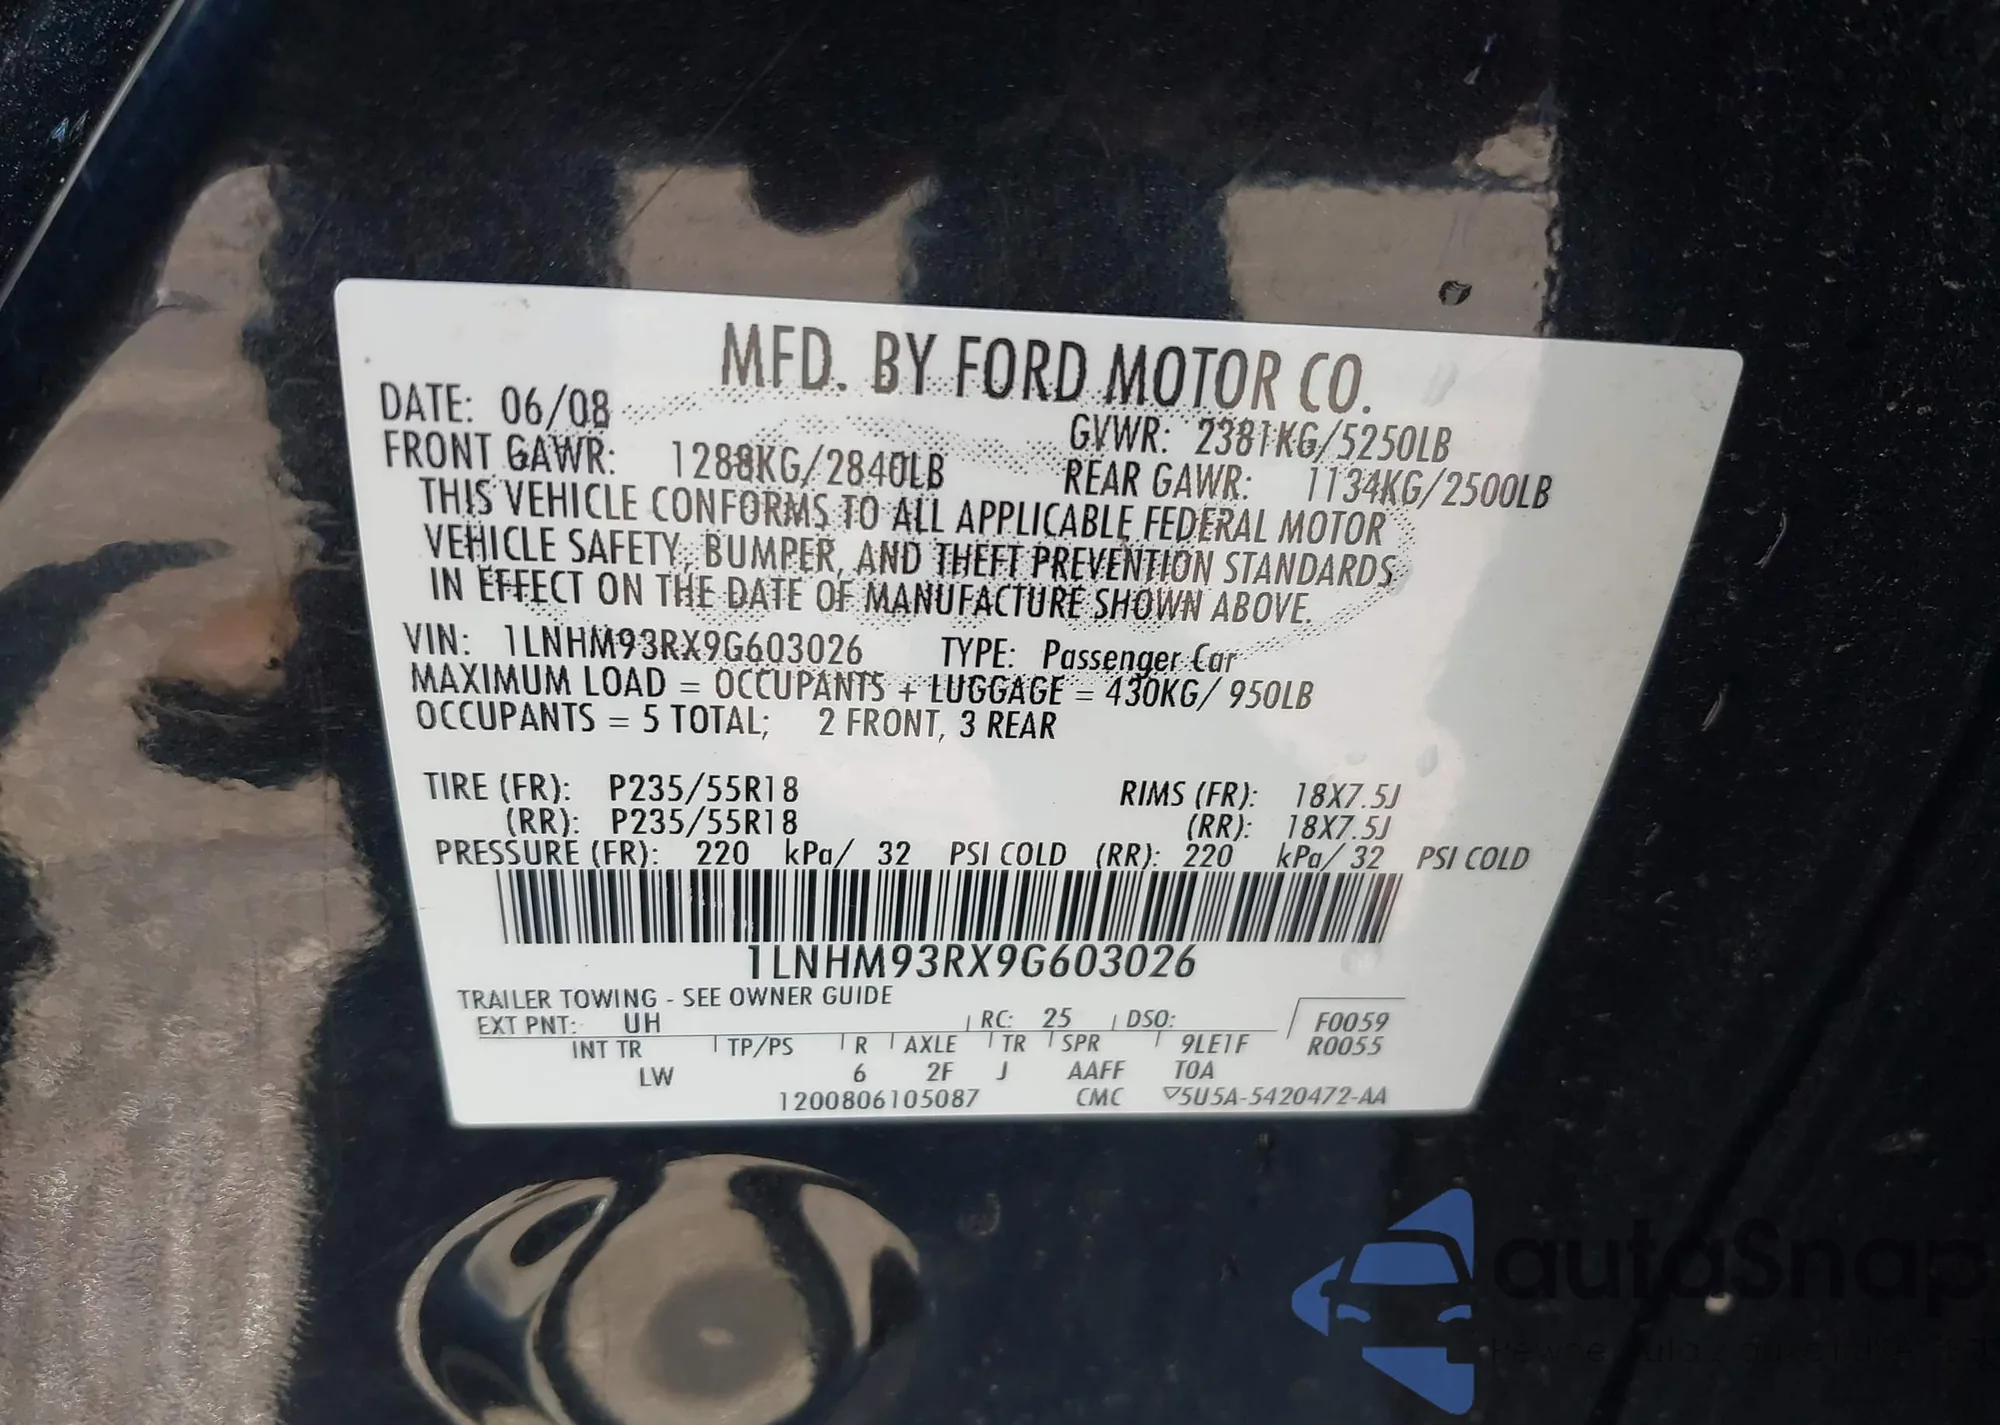 MFD. BY FORD MOTOR CO.
DATE: 06/08 GVWR: 2381KG/5250LB
FRONT GAWR: 1288KG/2840LB REAR GAWR: 1134KG/2500LB
THIS VEHICLE CONFORMS TO ALL APPLICABLE FEDERAL MOTOR
VEHICLE SAFETY, BUMPER, AND THEFT PREVENTION STANDARDS
IN EFFECT ON THE DATE OF MANUFACTURE SHOWN ABOVE.
VIN: 1LNHM93RX9G603026 TYPE: Passenger Car
MAXIMUM LOAD = OCCUPANTS + LUGGAGE = 430KG/ 950LB
OCCUPANTS = 5 TOTAL; 2 FRONT, 3 REAR
TIRE (FR): P235/55R18 RIMS (FR): 18X7.5J
(RR): P235/55R18 (RR): 18X7.5J
PRESSURE (FR): 220 kPa/ 32 PSI COLD (RR): 220 kPa/ 32 PSI COLD
1LNHM93RX9G603026
TRAILER TOWING - SEE OWNER GUIDE
EXT PNT: UH RC: 25 DSO: F0059
INT TR TP/PS R AXLE TR SPR 9LE1F R0055
LW 6 2F J AAFF TOA
1200806105087 CMC ▽5U5A-5420472-AA
autoSnap